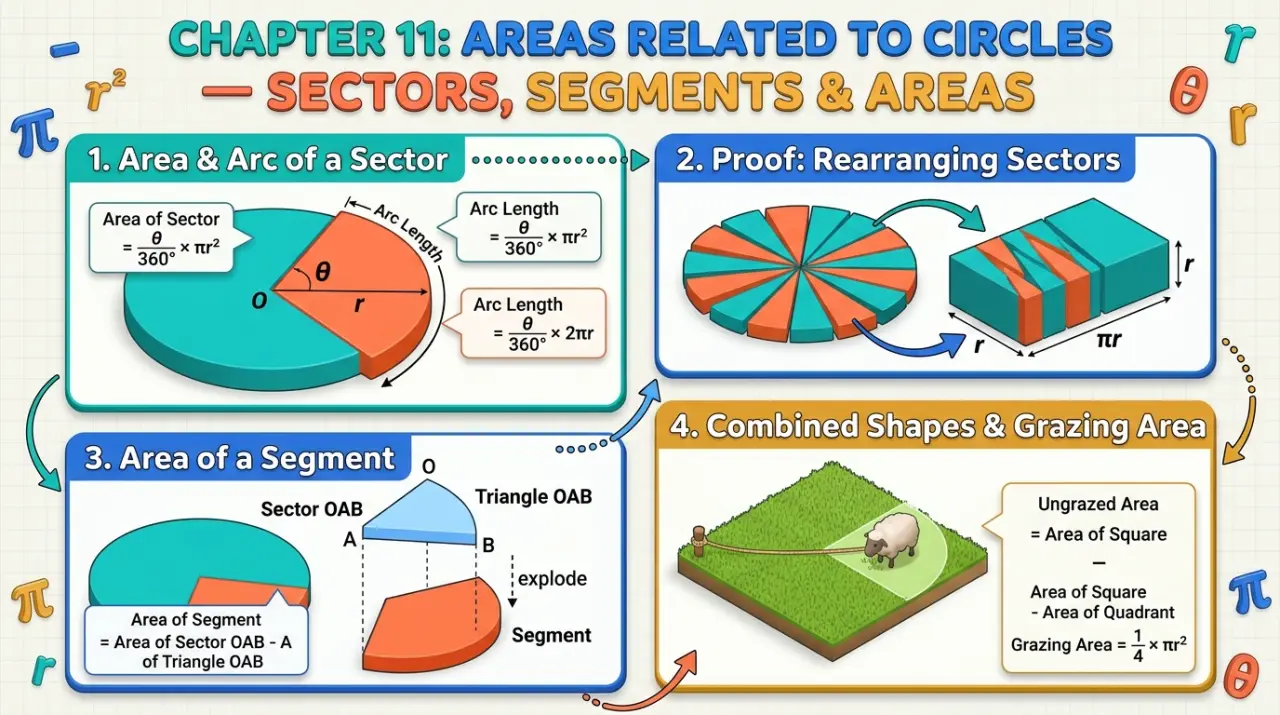 CHAPTER 11: AREAS RELATED TO CIRCLES
— SECTORS, SEGMENTS & AREAS
-
r²
π
r
θ
r
1. Area & Arc of a Sector
Area of Sector
= θ/360° × πr²
Arc Length
Arc Length
= θ/360° × πr²
Arc Length
= θ/360° × 2πr
θ
O
r
2. Proof: Rearranging Sectors
r
r
πr
3. Area of a Segment
O
Sector OAB
Triangle OAB
A
B
explode
Segment
Area of Segment
= Area of Sector OAB - A
of Triangle OAB
4. Combined Shapes & Grazing Area
Ungrazed Area
= Area of Square
—
Area of Square
- Area of Quadrant
Grazing Area = 1/4 × πr²
π
r
π
θ